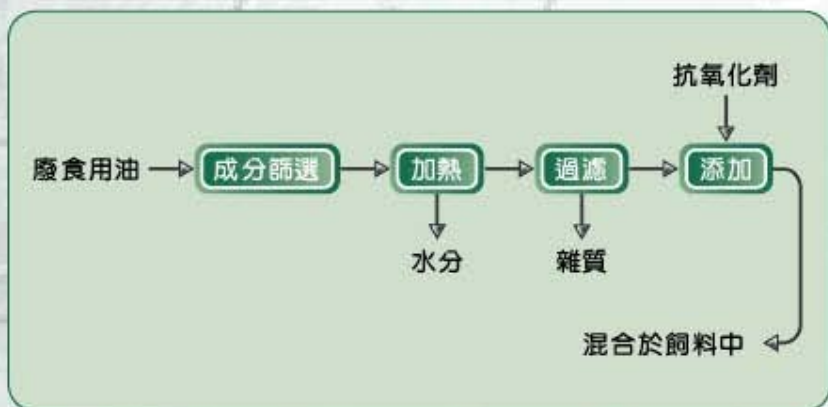 抗氧化劑
廢食用油
成分篩選
加熱
過濾
添加
水分
雜質
混合於飼料中